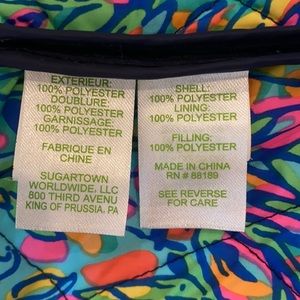 EXTERIEUR:
100% POLYESTER
DOUBLURE:
100% POLYESTER
GARNISSAGE:
100% POLYESTER
FABRIQUE EN
CHINE
SUGARTOWN
WORLDWIDE, LLC
800 THIRD AVENUE
KING OF PRUSSIA, PA
SHELL:
100% POLYESTER
LINING:
100% POLYESTER
FILLING:
100% POLYESTER
MADE IN CHINA
RN # 88189
SEE REVERSE
FOR CARE